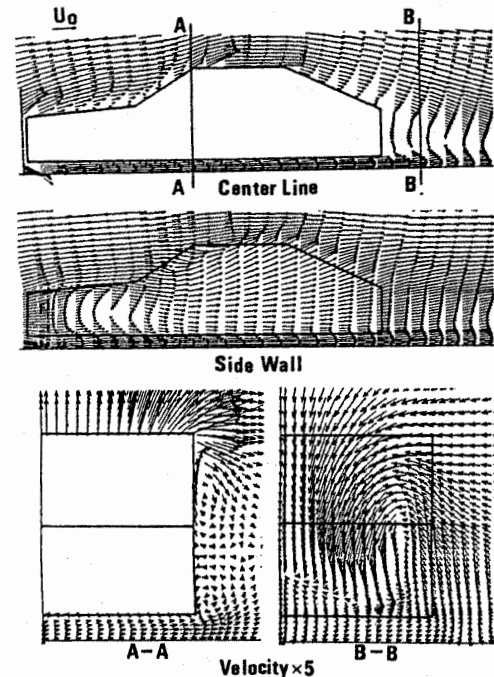 U₀
A
B
A
B
Center Line
Side Wall
A-A
B-B
Velocity×5